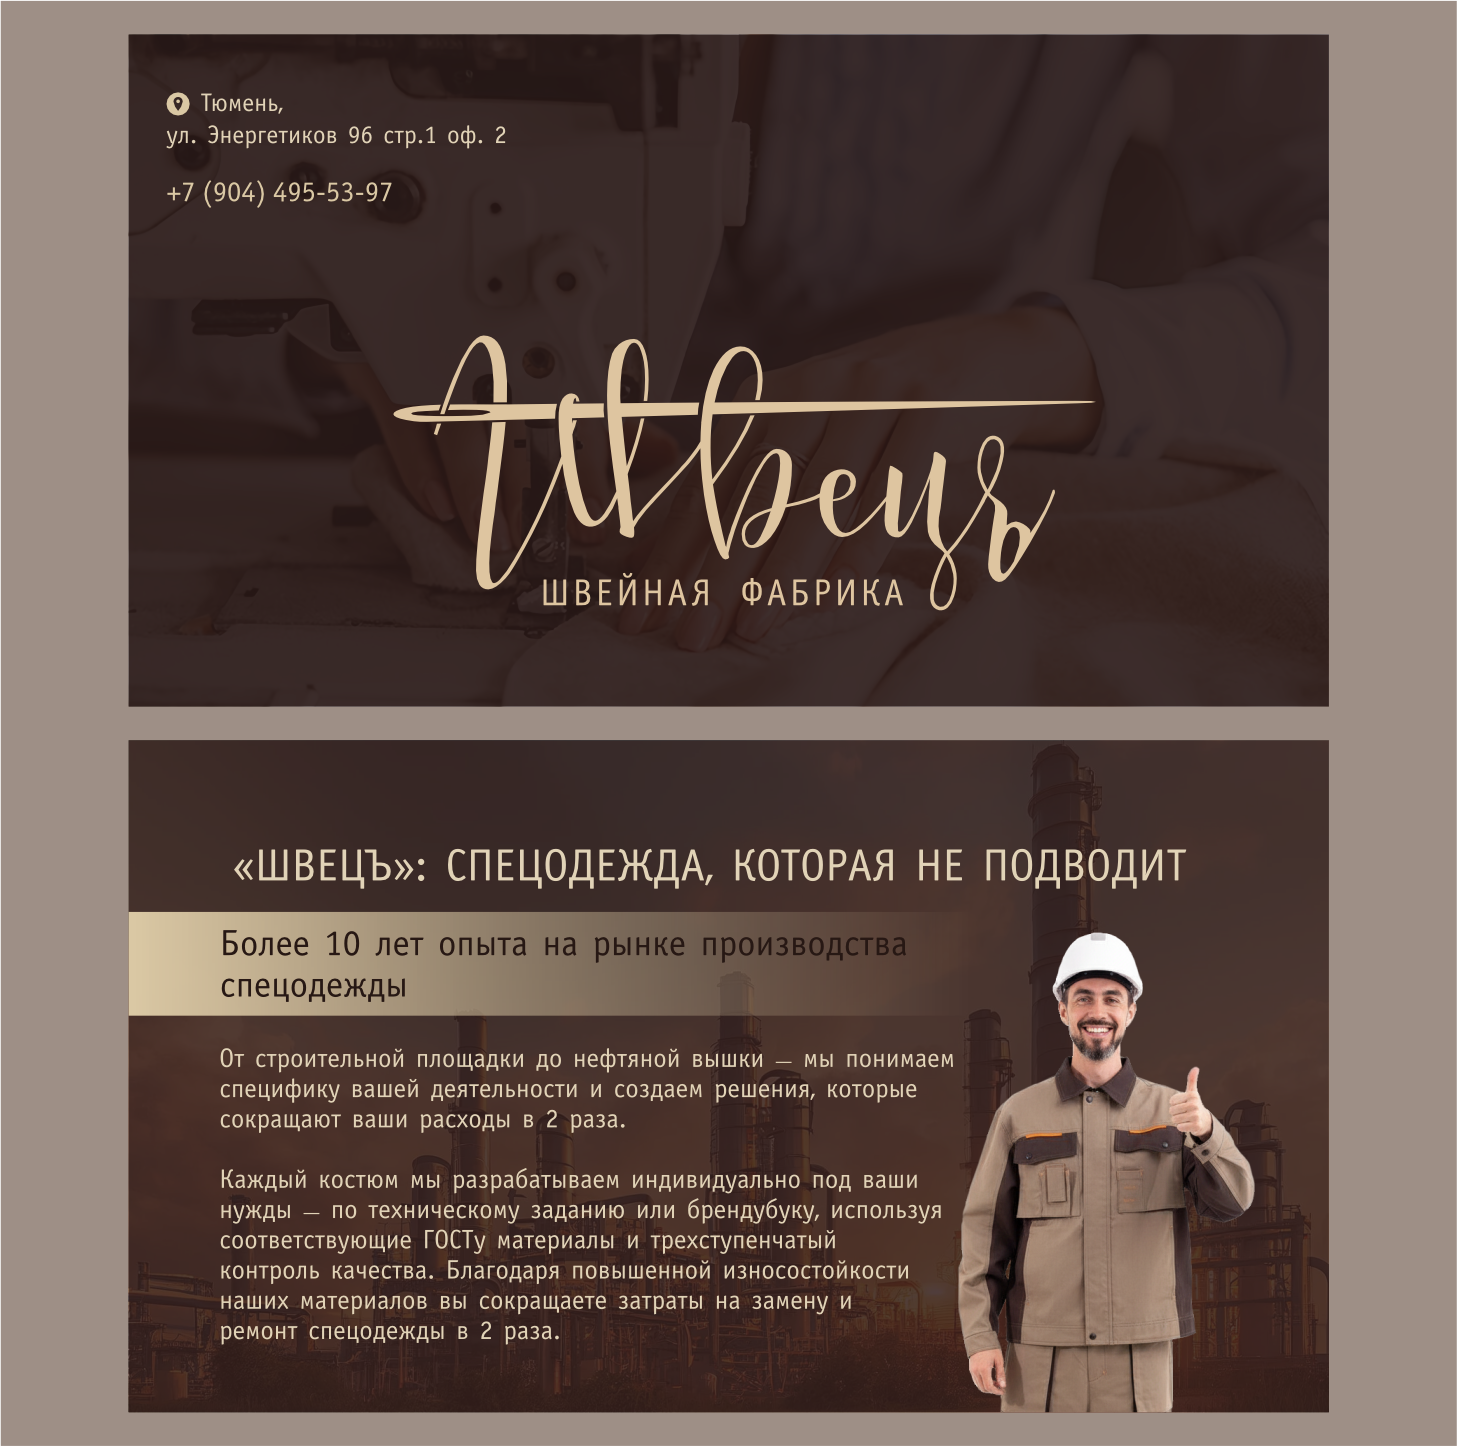 Тюмень,
ул. Энергетиков 96 стр.1 оф. 2
+7 (904) 495-53-97
Швецъ
ШВЕЙНАЯ ФАБРИКА
«ШВЕЦЪ»: СПЕЦОДЕЖДА, КОТОРАЯ НЕ ПОДВОДИТ
Более 10 лет опыта на рынке производства
спецодежды
От строительной площадки до нефтяной вышки — мы понимаем
специфику вашей деятельности и создаем решения, которые
сокращают ваши расходы в 2 раза.
Каждый костюм мы разрабатываем индивидуально под ваши
нужды — по техническому заданию или брендубуку, используя
соответствующие ГОСТу материалы и трехступенчатый
контроль качества. Благодаря повышенной износостойкости
наших материалов вы сокращаете затраты на замену и
ремонт спецодежды в 2 раза.